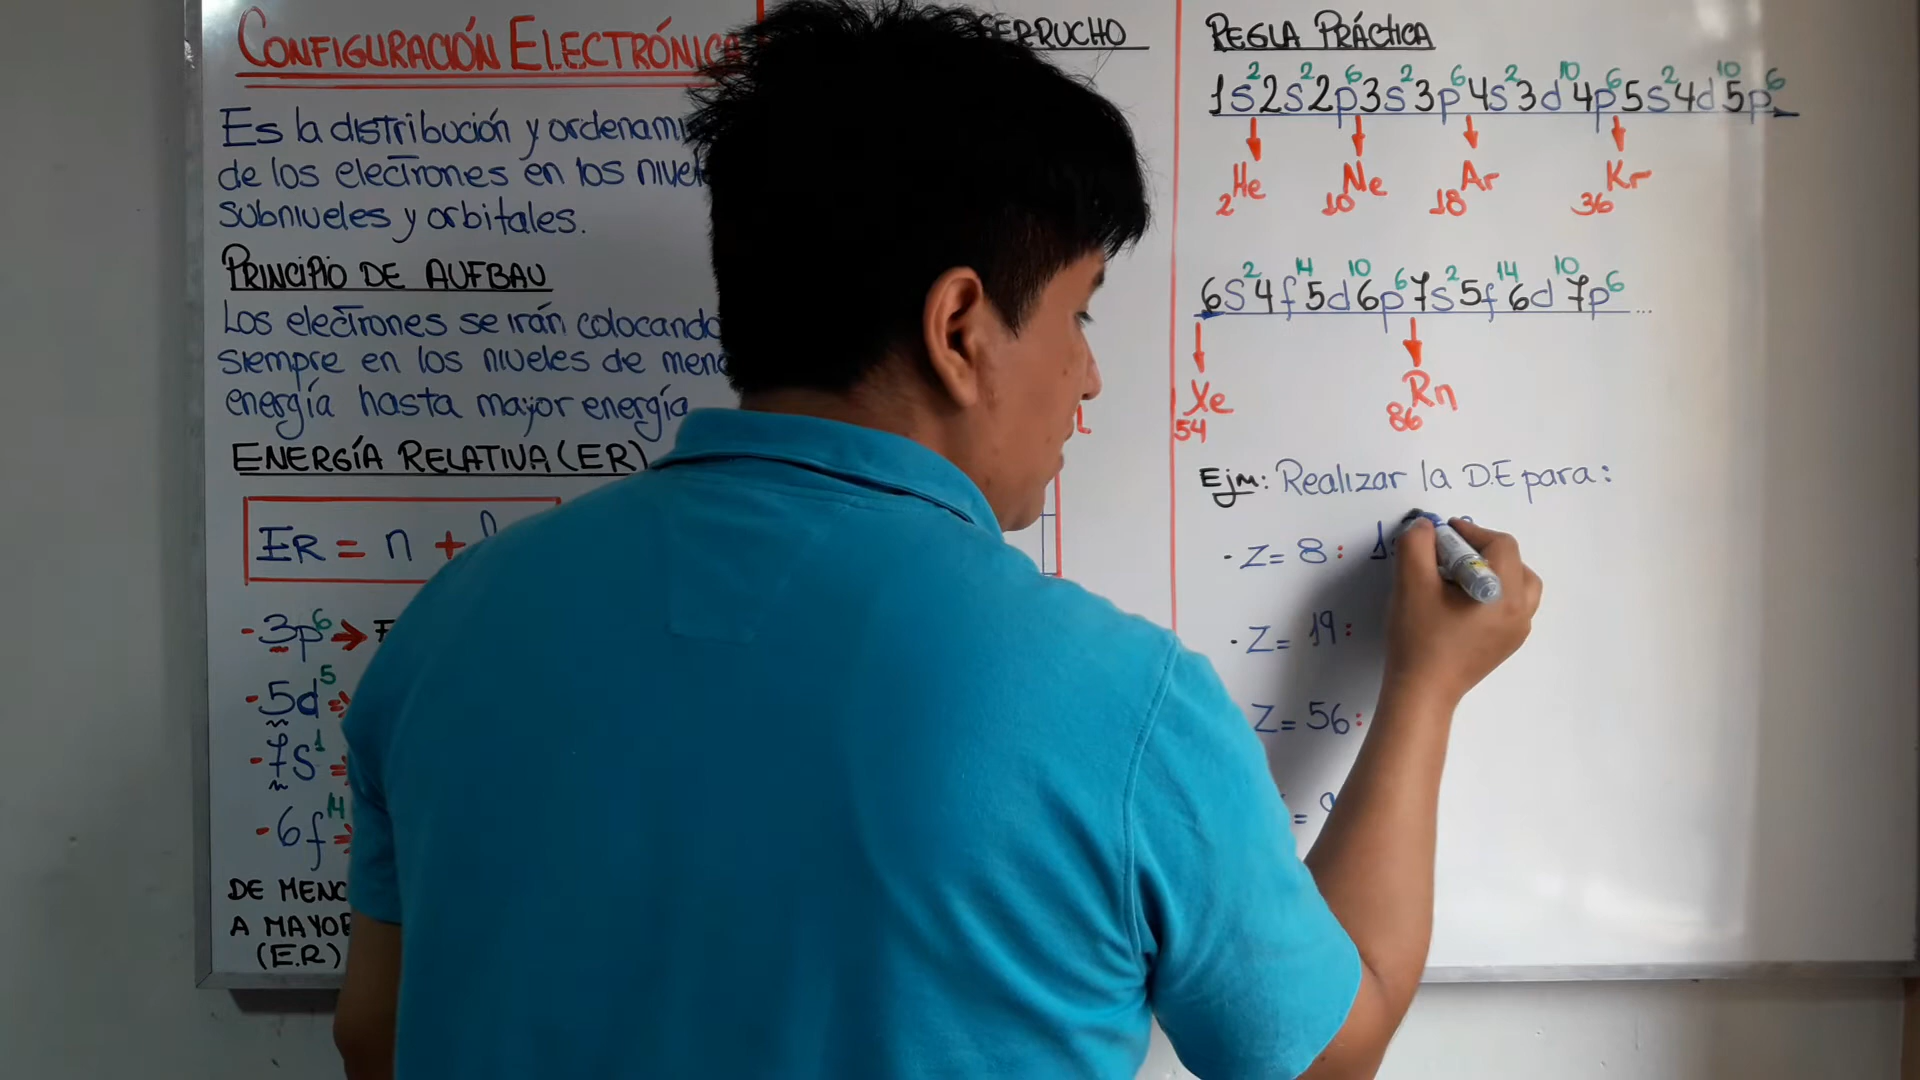 CONFIGURACIÓN ELECTRÓNICA
Es la distribución y ordenami
de los electrones en los nivele
subniveles y orbitales.
PRINCIPIO DE AUFBAU
Los electrones se irán colocando
siempre en los niveles de meno
energía hasta mayor energía
ENERGÍA RELATIVA (ER)
ER = n +
- 3p⁶ →
- 5d⁵
- 7s¹
- 6f¹⁴
DE MENO
A MAYOR
(E.R)
SERRUCHO
REGLA PRÁCTICA
1s² 2s² 2p⁶ 3s² 3p⁶ 4s² 3d¹⁰ 4p⁶ 5s² 4d¹⁰ 5p⁶
₂He ₁₀Ne ₁₈Ar ₃₆Kr
6s² 4f¹⁴ 5d¹⁰ 6p⁶ 7s² 5f¹⁴ 6d¹⁰ 7p⁶ ...
₅₄Xe ₈₆Rn
Ejm: Realizar la D.E para:
· Z = 8: 1s
· Z = 19:
Z = 56:
=